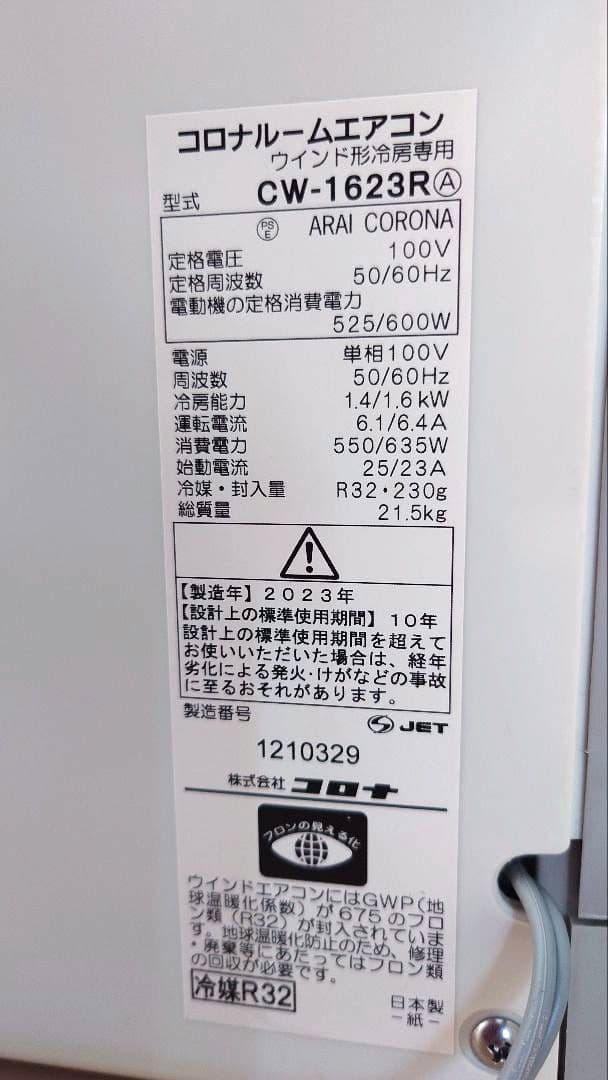 コロナルームエアコン
ウインド形冷房専用
型式 CW-1623R Ⓐ
PS E ARAI CORONA
定格電圧 100V
定格周波数 50/60Hz
電動機の定格消費電力
525/600W
電源 単相100V
周波数 50/60Hz
冷房能力 1.4/1.6kW
運転電流 6.1/6.4A
消費電力 550/635W
始動電流 25/23A
冷媒・封入量 R32・230g
総質量 21.5kg
【製造年】2023年
【設計上の標準使用期間】10年
設計上の標準使用期間を超えて
お使いいただいた場合は、経年
劣化による発火・けがなどの事故
に至るおそれがあります。
製造番号 JET
1210329
株式会社 コロナ
フロンの見える化
ウインドエアコンにはGWP(地
球温暖化係数)が675のフロ
ン類(R32)が封入されていま
す。地球温暖化防止のため、修理
・廃棄等にあたってはフロン類
の回収が必要です。
冷媒R32 日本製
－紙－